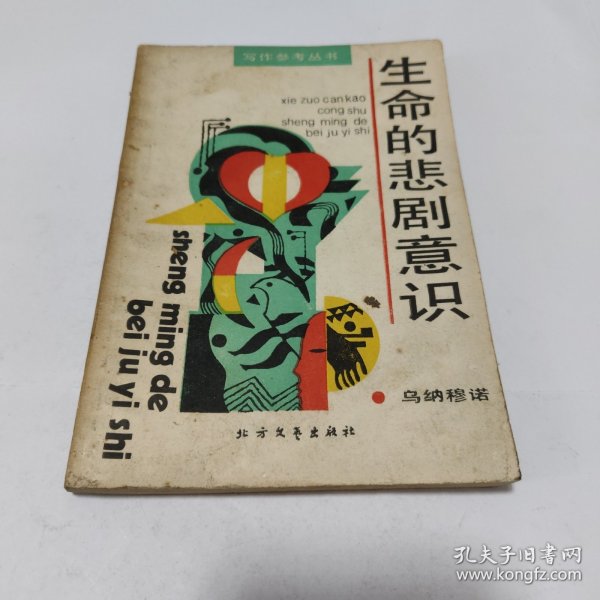 写作参考丛书
xie zuo can kao
cong shu
sheng ming de
bei ju yi shi
生命的悲剧意识
sheng ming de
bei ju yi shi
乌纳穆诺
北方文艺出版社
孔夫子旧书网
www.kongfz.com